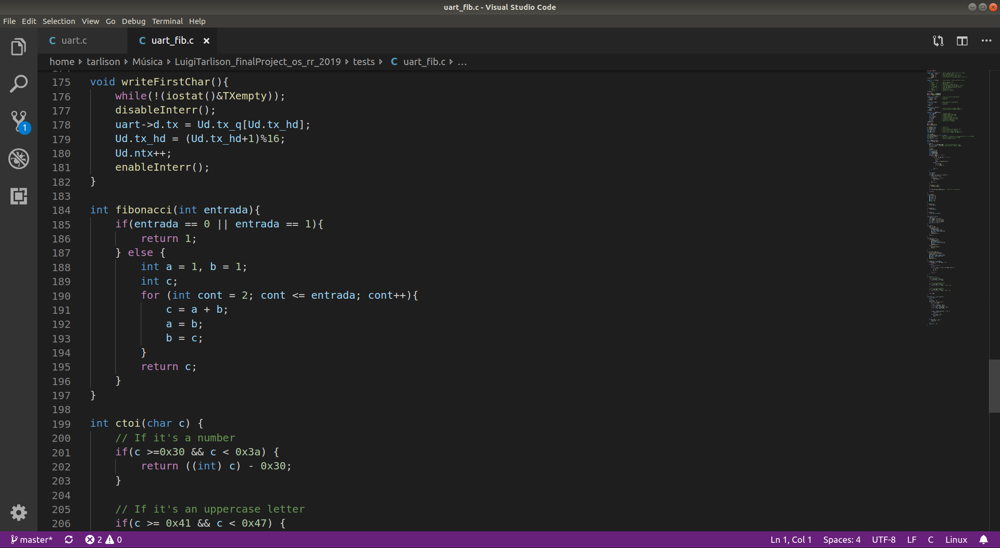 uart_fib.c - Visual Studio Code
File Edit Selection View Go Debug Terminal Help
C uart.c C uart_fib.c ×
home ▸ tarlison ▸ Música ▸ LuigiTarlison_finalProject_os_rr_2019 ▸ tests ▸ C uart_fib.c ▸ …
175 void writeFirstChar(){
176     while(!(iostat()&TXempty));
177     disableInterr();
178     uart->d.tx = Ud.tx_q[Ud.tx_hd];
179     Ud.tx_hd = (Ud.tx_hd+1)%16;
180     Ud.ntx++;
181     enableInterr();
182 }
183
184 int fibonacci(int entrada){
185     if(entrada == 0 || entrada == 1){
186         return 1;
187     } else {
188         int a = 1, b = 1;
189         int c;
190         for (int cont = 2; cont <= entrada; cont++){
191             c = a + b;
192             a = b;
193             b = c;
194         }
195         return c;
196     }
197 }
198
199 int ctoi(char c) {
200     // If it's a number
201     if(c >=0x30 && c < 0x3a) {
202         return ((int) c) - 0x30;
203     }
204
205     // If it's an uppercase letter
206     if(c >= 0x41 && c < 0x47) {
1
master* 2 0 Ln 1, Col 1 Spaces: 4 UTF-8 LF C Linux